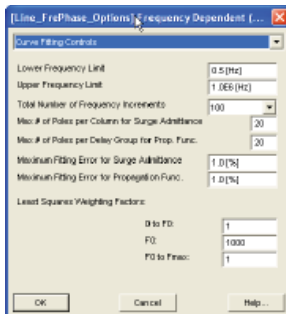 [Line_FrePhase_Options] Frequency Dependent (...
Curve Fitting Controls
Lower Frequency Limit 0.5 [Hz]
Upper Frequency Limit 1.0E6 [Hz]
Total Number of Frequency Increments 100
Max # of Poles per Column for Surge Admittance 20
Max # of Poles per Delay Group for Prop. Func. 20
Maximum Fitting Error for Surge Admittance 1.0 [%]
Maximum Fitting Error for Propagation Func. 1.0 [%]
Least Squares Weighting Factors:
0 to F0: 1
F0: 1000
F0 to Fmax: 1
OK Cancel Help...